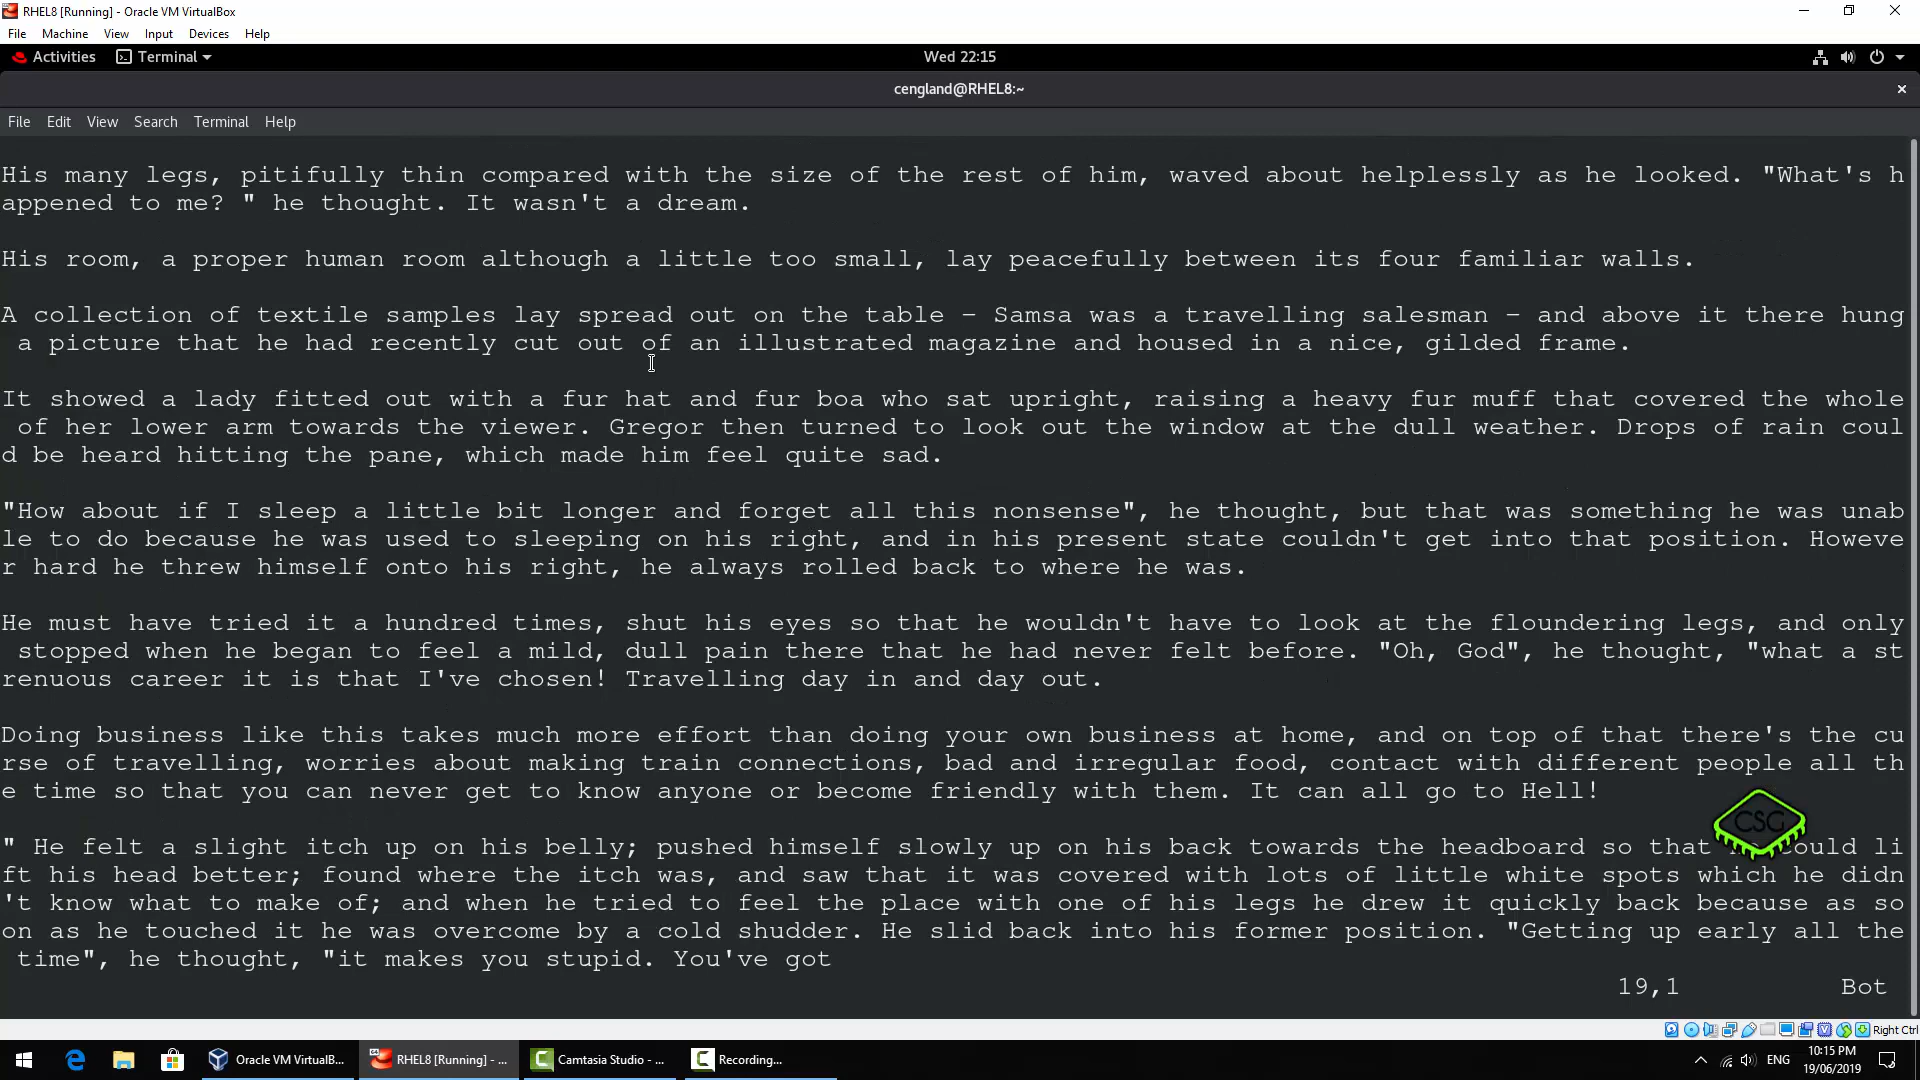 RHEL8 [Running] - Oracle VM VirtualBox
File Machine View Input Devices Help
Activities Terminal Wed 22:15
cengland@RHEL8:~
File Edit View Search Terminal Help
His many legs, pitifully thin compared with the size of the rest of him, waved about helplessly as he looked. "What's h
appened to me? " he thought. It wasn't a dream.
His room, a proper human room although a little too small, lay peacefully between its four familiar walls.
A collection of textile samples lay spread out on the table – Samsa was a travelling salesman – and above it there hung
a picture that he had recently cut out of an illustrated magazine and housed in a nice, gilded frame.
It showed a lady fitted out with a fur hat and fur boa who sat upright, raising a heavy fur muff that covered the whole
of her lower arm towards the viewer. Gregor then turned to look out the window at the dull weather. Drops of rain coul
d be heard hitting the pane, which made him feel quite sad.
"How about if I sleep a little bit longer and forget all this nonsense", he thought, but that was something he was unab
le to do because he was used to sleeping on his right, and in his present state couldn't get into that position. Howeve
r hard he threw himself onto his right, he always rolled back to where he was.
He must have tried it a hundred times, shut his eyes so that he wouldn't have to look at the floundering legs, and only
stopped when he began to feel a mild, dull pain there that he had never felt before. "Oh, God", he thought, "what a st
renuous career it is that I've chosen! Travelling day in and day out.
Doing business like this takes much more effort than doing your own business at home, and on top of that there's the cu
rse of travelling, worries about making train connections, bad and irregular food, contact with different people all th
e time so that you can never get to know anyone or become friendly with them. It can all go to Hell!
" He felt a slight itch up on his belly; pushed himself slowly up on his back towards the headboard so that ould li
ft his head better; found where the itch was, and saw that it was covered with lots of little white spots which he didn
't know what to make of; and when he tried to feel the place with one of his legs he drew it quickly back because as so
on as he touched it he was overcome by a cold shudder. He slid back into his former position. "Getting up early all the
time", he thought, "it makes you stupid. You've got
CSG
19,1 Bot
Right Ctrl
Oracle VM VirtualB... RHEL8 [Running] - ... Camtasia Studio - ... Recording... ENG 10:15 PM
19/06/2019